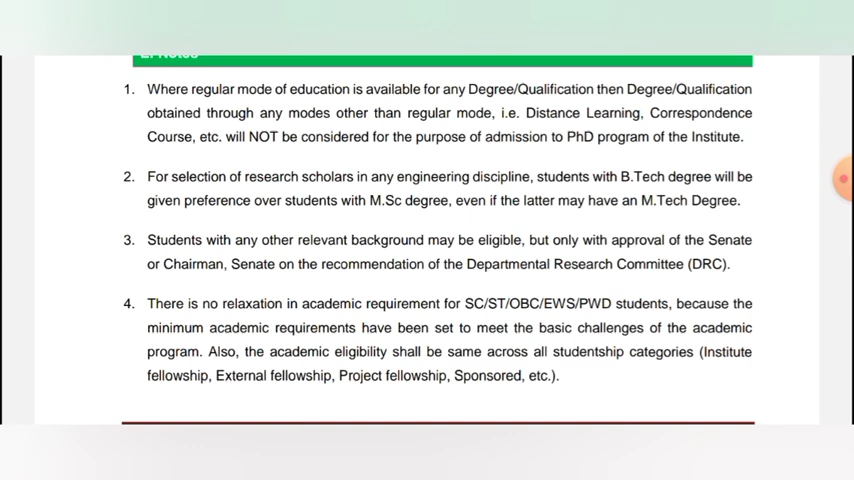 1. Where regular mode of education is available for any Degree/Qualification then Degree/Qualification
obtained through any modes other than regular mode, i.e. Distance Learning, Correspondence
Course, etc. will NOT be considered for the purpose of admission to PhD program of the Institute.
2. For selection of research scholars in any engineering discipline, students with B.Tech degree will be
given preference over students with M.Sc degree, even if the latter may have an M.Tech Degree.
3. Students with any other relevant background may be eligible, but only with approval of the Senate
or Chairman, Senate on the recommendation of the Departmental Research Committee (DRC).
4. There is no relaxation in academic requirement for SC/ST/OBC/EWS/PWD students, because the
minimum academic requirements have been set to meet the basic challenges of the academic
program. Also, the academic eligibility shall be same across all studentship categories (Institute
fellowship, External fellowship, Project fellowship, Sponsored, etc.).